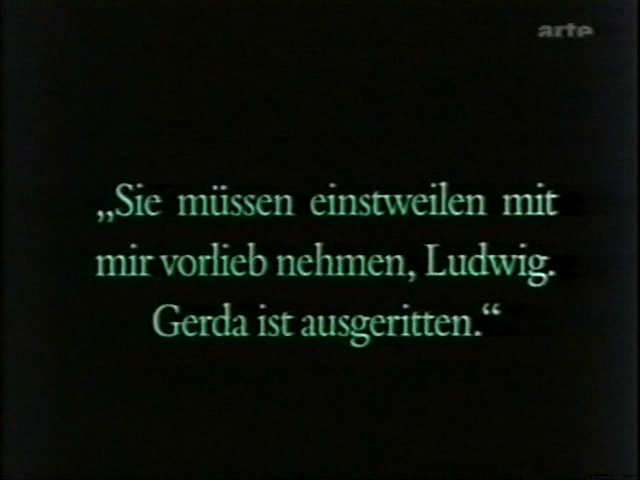 arte
„Sie müssen einstweilen mit
mir vorlieb nehmen, Ludwig.
Gerda ist ausgeritten.“